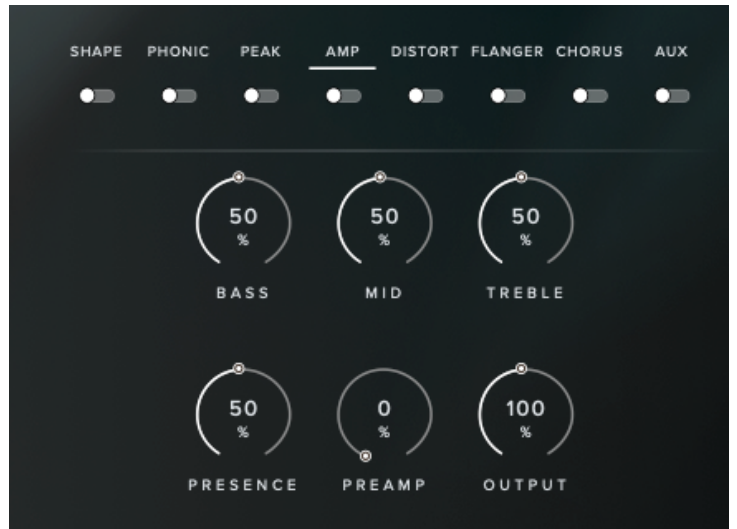 SHAPE PHONIC PEAK AMP DISTORT FLANGER CHORUS AUX
50 50 50
% % %
BASS MID TREBLE
50 0 100
% % %
PRESENCE PREAMP OUTPUT